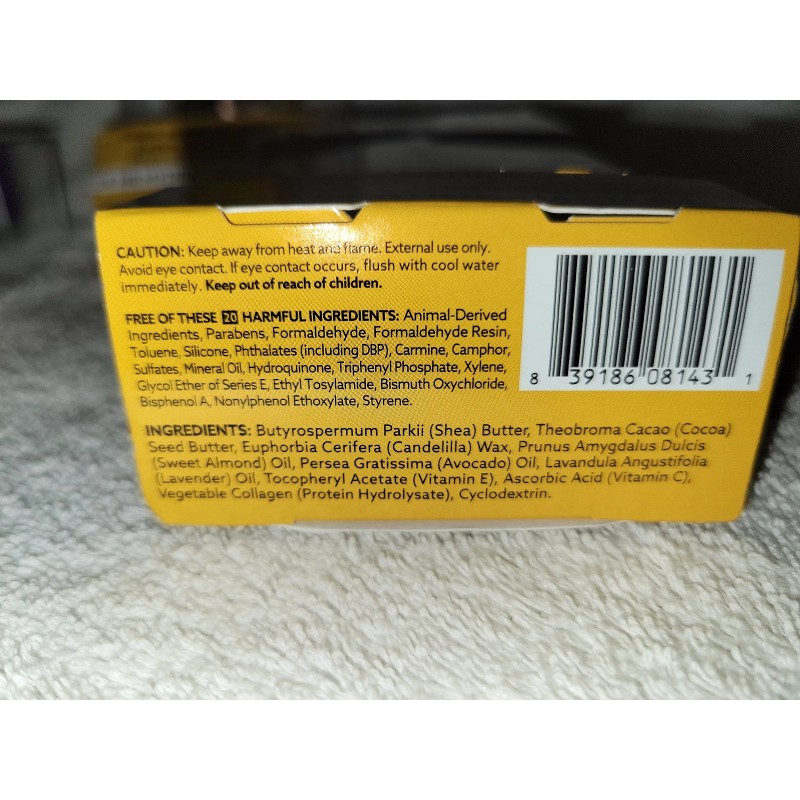 CAUTION: Keep away from heat and flame. External use only.
Avoid eye contact. If eye contact occurs, flush with cool water
immediately. Keep out of reach of children.
FREE OF THESE 20 HARMFUL INGREDIENTS: Animal-Derived
Ingredients, Parabens, Formaldehyde, Formaldehyde Resin,
Toluene, Silicone, Phthalates (including DBP), Carmine, Camphor,
Sulfates, Mineral Oil, Hydroquinone, Triphenyl Phosphate, Xylene,
Glycol Ether of Series E, Ethyl Tosylamide, Bismuth Oxychloride,
Bisphenol A, Nonylphenol Ethoxylate, Styrene.
8 39186 08143 1
INGREDIENTS: Butyrospermum Parkii (Shea) Butter, Theobroma Cacao (Cocoa)
Seed Butter, Euphorbia Cerifera (Candelilla) Wax, Prunus Amygdalus Dulcis
(Sweet Almond) Oil, Persea Gratissima (Avocado) Oil, Lavandula Angustifolia
(Lavender) Oil, Tocopheryl Acetate (Vitamin E), Ascorbic Acid (Vitamin C),
Vegetable Collagen (Protein Hydrolysate), Cyclodextrin.